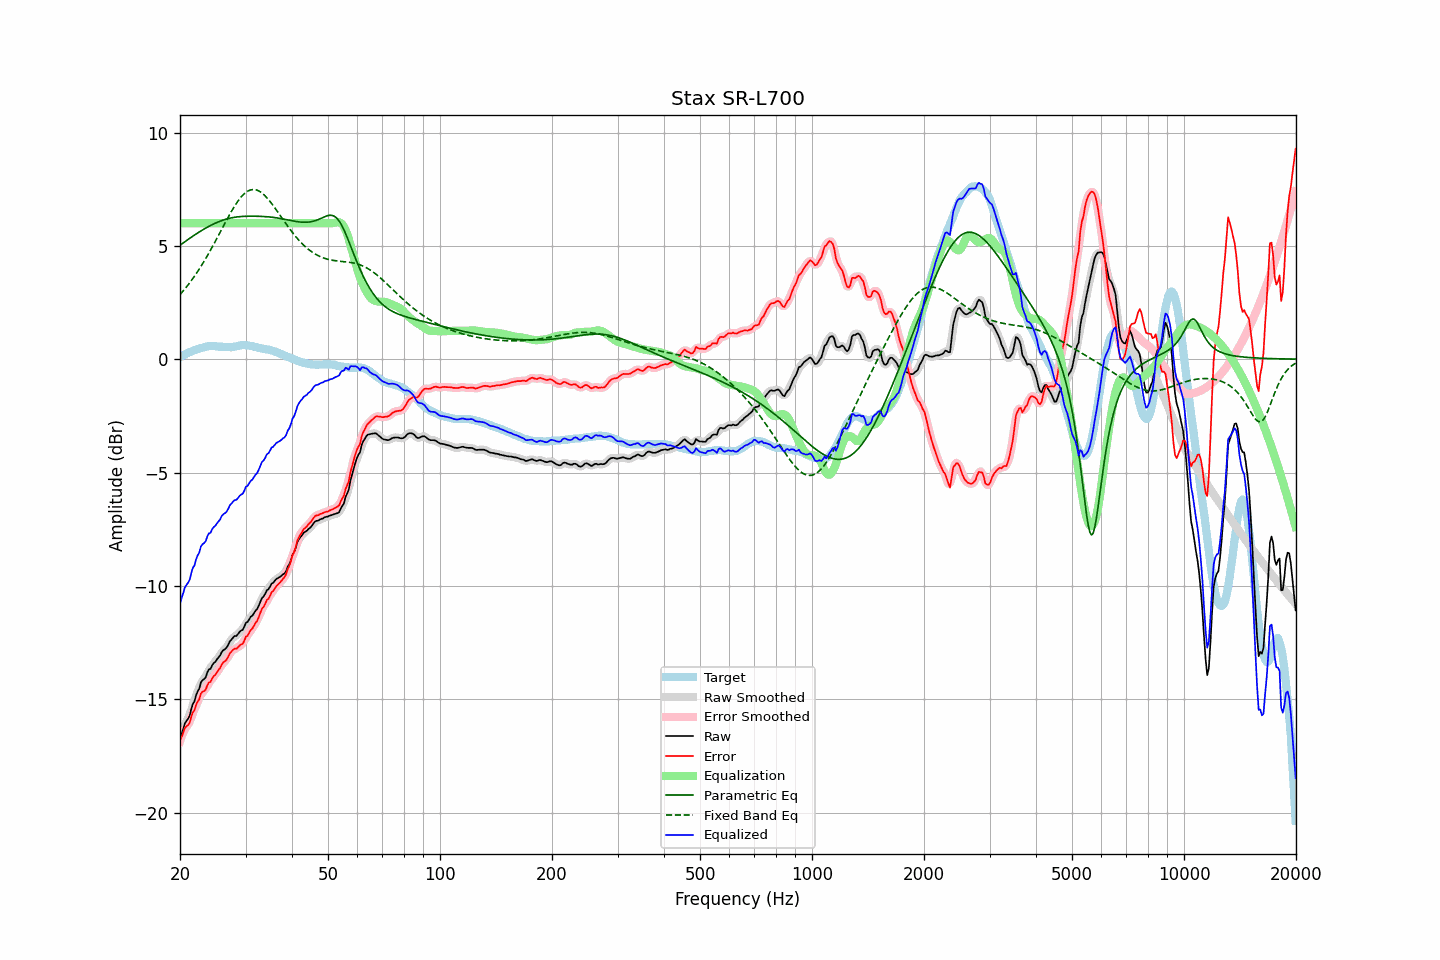 Stax SR-L700
10
5
0
−5
−10
−15
−20
Amplitude (dBr)
Target
Raw Smoothed
Error Smoothed
Raw
Error
Equalization
Parametric Eq
Fixed Band Eq
Equalized
20 50 100 200 500 1000 2000 5000 10000 20000
Frequency (Hz)